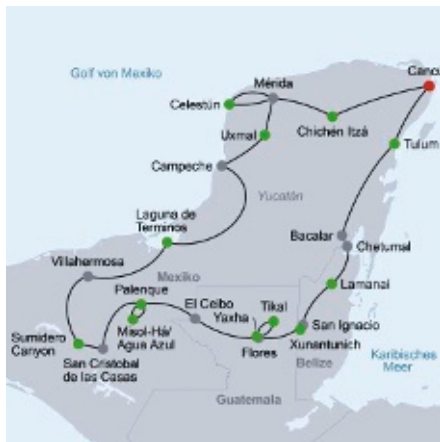 Golf von Mexiko
Cancú
Mérida
Celestún
Chichén Itzá
Uxmal
Tulum
Campeche
Yucatán
Laguna de
Terminos
Bacalar
Chetumal
Villahermosa
Mexiko
Lamanai
Palenque
El Ceibo
Tikal
Yaxha
Misol-Há/
Agua Azul
San Ignacio
Sumidero
Canyon
Flores
Xunantunich
San Cristobal
de las Casas
Belize
Karibisches
Meer
Guatemala